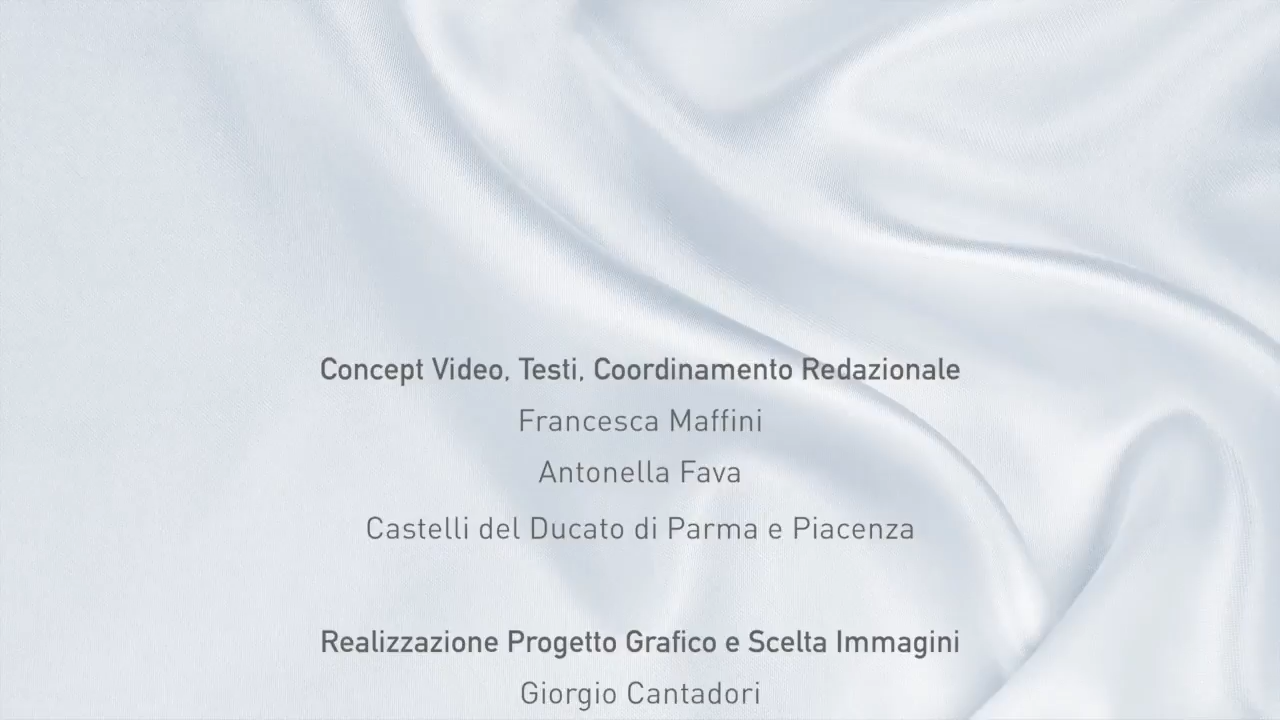 Concept Video, Testi, Coordinamento Redazionale
Francesca Maffini
Antonella Fava
Castelli del Ducato di Parma e Piacenza
Realizzazione Progetto Grafico e Scelta Immagini
Giorgio Cantadori